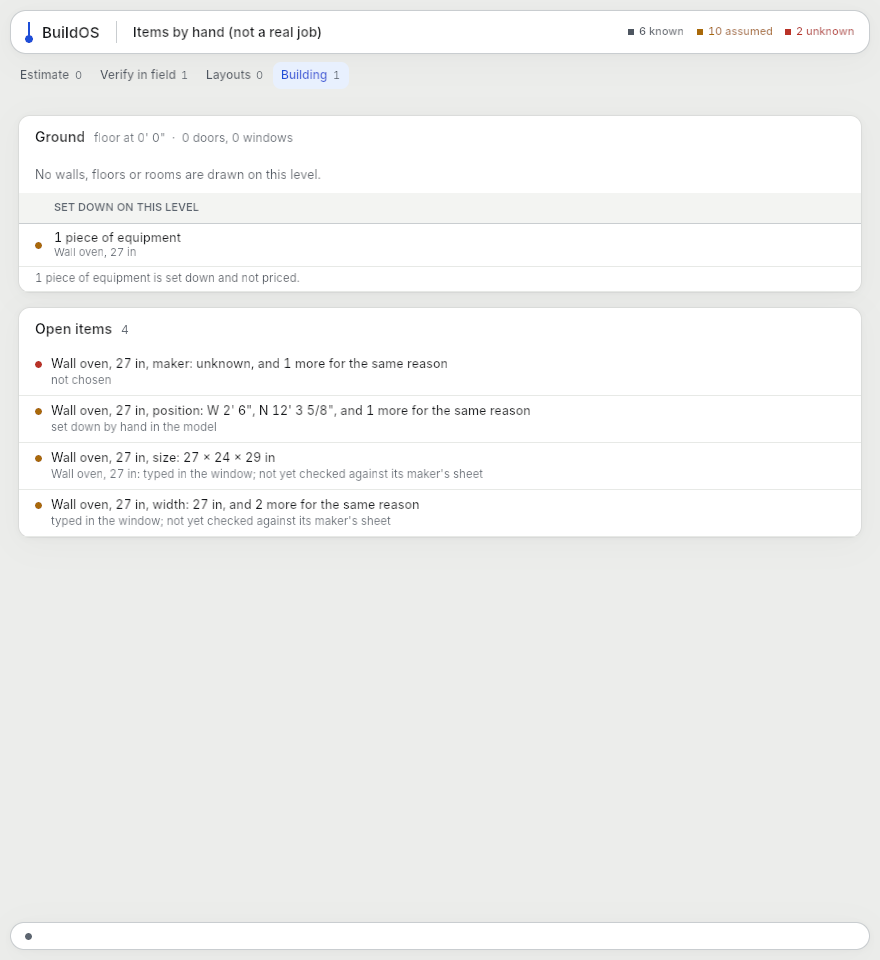 BuildOS
Items by hand (not a real job)
6 known
10 assumed
2 unknown
Estimate 0
Verify in field 1
Layouts 0
Building 1
Ground floor at 0' 0" · 0 doors, 0 windows
No walls, floors or rooms are drawn on this level.
SET DOWN ON THIS LEVEL
1 piece of equipment
Wall oven, 27 in
1 piece of equipment is set down and not priced.
Open items 4
Wall oven, 27 in, maker: unknown, and 1 more for the same reason
not chosen
Wall oven, 27 in, position: W 2' 6", N 12' 3 5/8", and 1 more for the same reason
set down by hand in the model
Wall oven, 27 in, size: 27 × 24 × 29 in
Wall oven, 27 in: typed in the window; not yet checked against its maker's sheet
Wall oven, 27 in, width: 27 in, and 2 more for the same reason
typed in the window; not yet checked against its maker's sheet